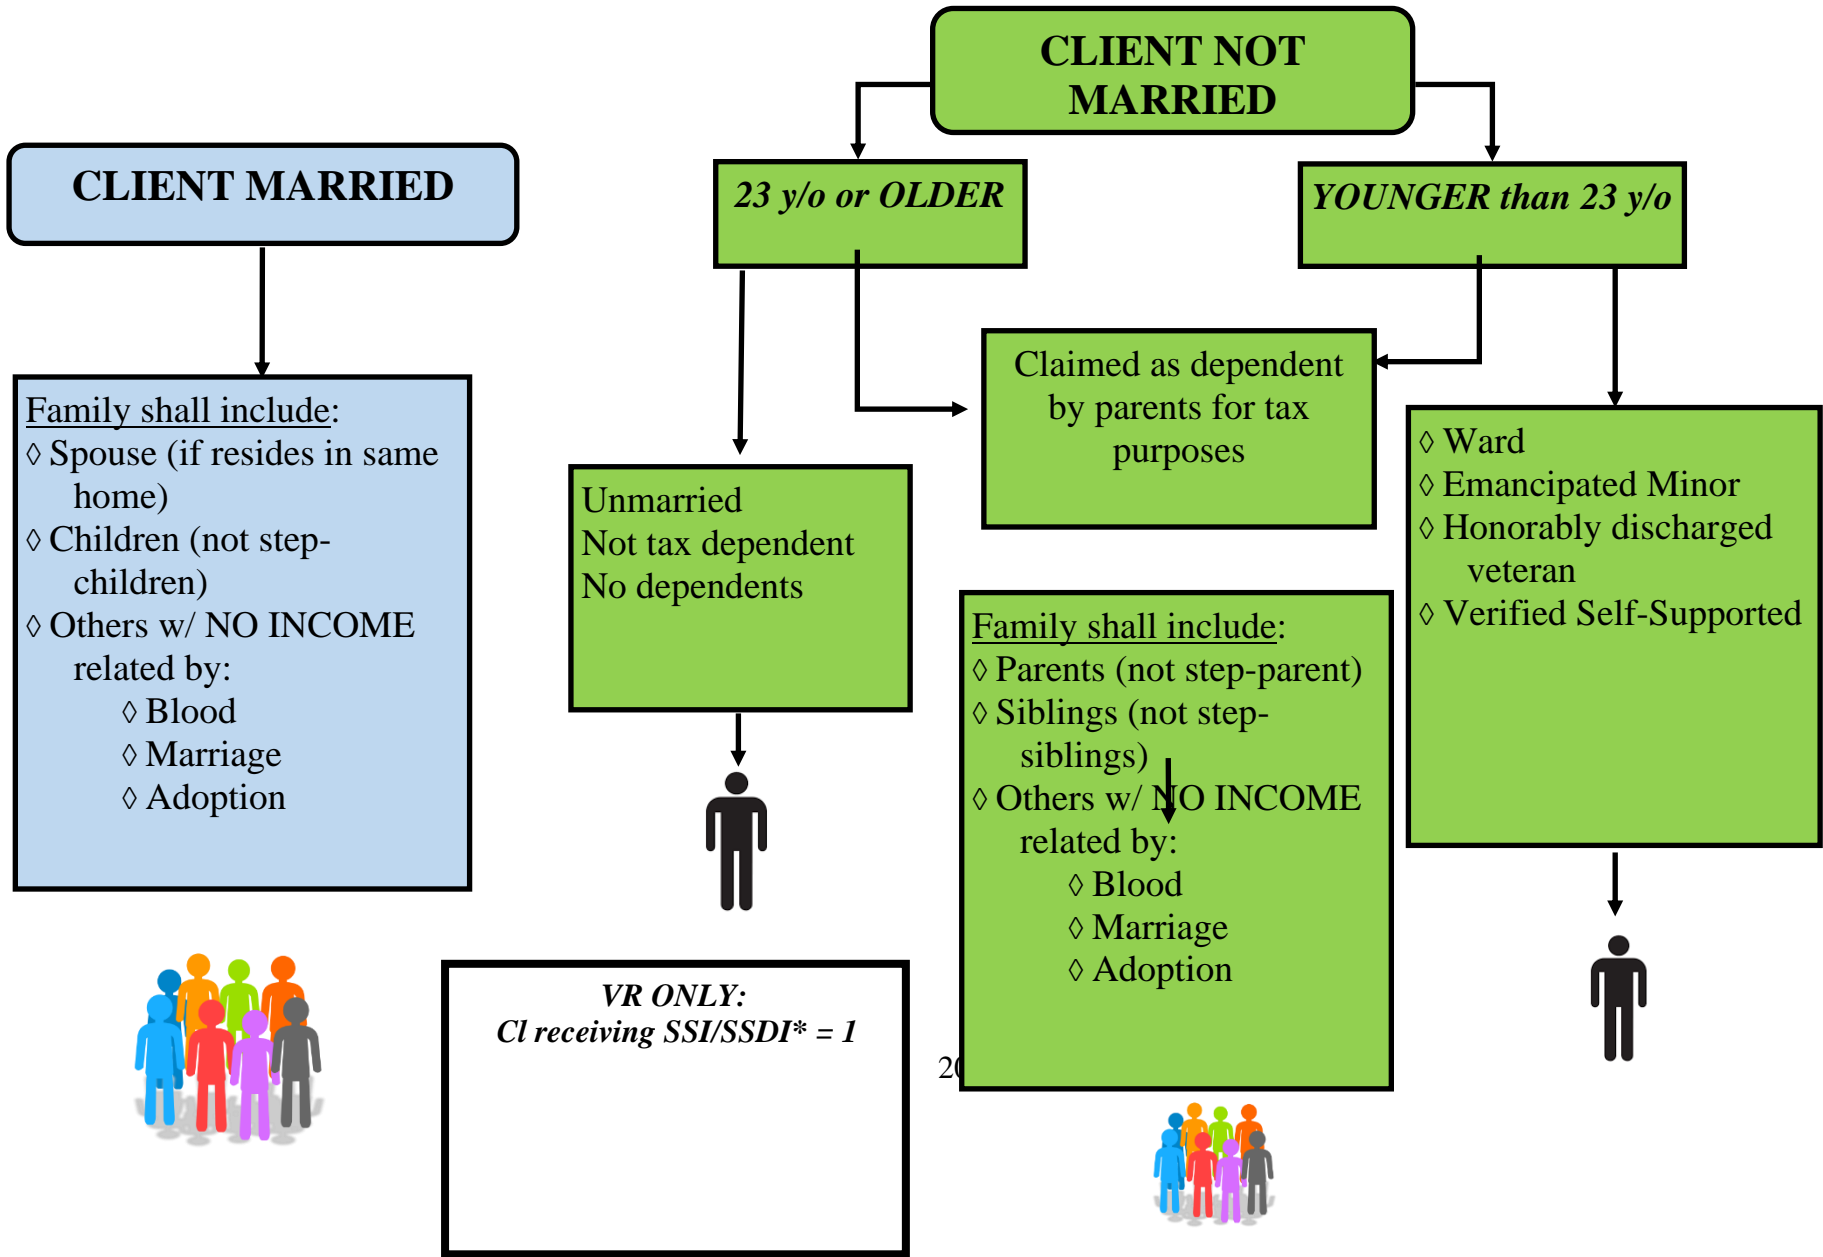 CLIENT NOT
MARRIED
CLIENT MARRIED
23 y/o or OLDER
YOUNGER than 23 y/o
Claimed as dependent
by parents for tax
purposes
Family shall include:
◊ Spouse (if resides in same
home)
◊ Children (not step-
children)
◊ Others w/ NO INCOME
related by:
◊ Blood
◊ Marriage
◊ Adoption
Unmarried
Not tax dependent
No dependents
◊ Ward
◊ Emancipated Minor
◊ Honorably discharged
veteran
◊ Verified Self-Supported
Family shall include:
◊ Parents (not step-parent)
◊ Siblings (not step-
siblings)
◊ Others w/ NO INCOME
related by:
◊ Blood
◊ Marriage
◊ Adoption
VR ONLY:
Cl receiving SSI/SSDI* = 1